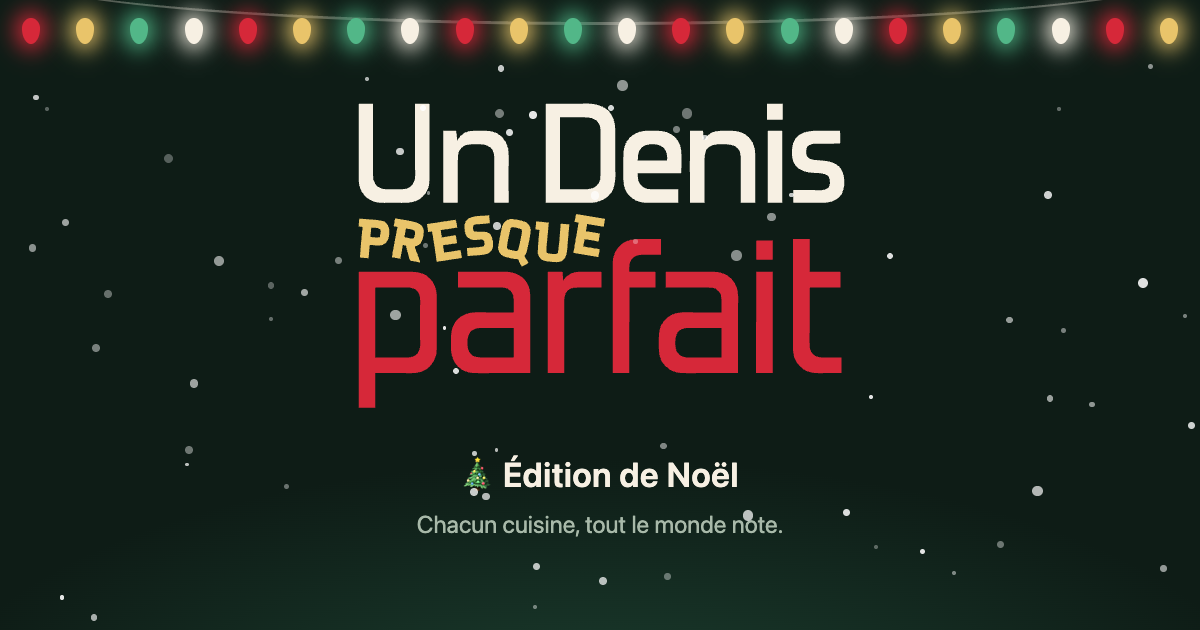 Un Denis
PRESQUE
parfait
🎄 Édition de Noël
Chacun cuisine, tout le monde note.